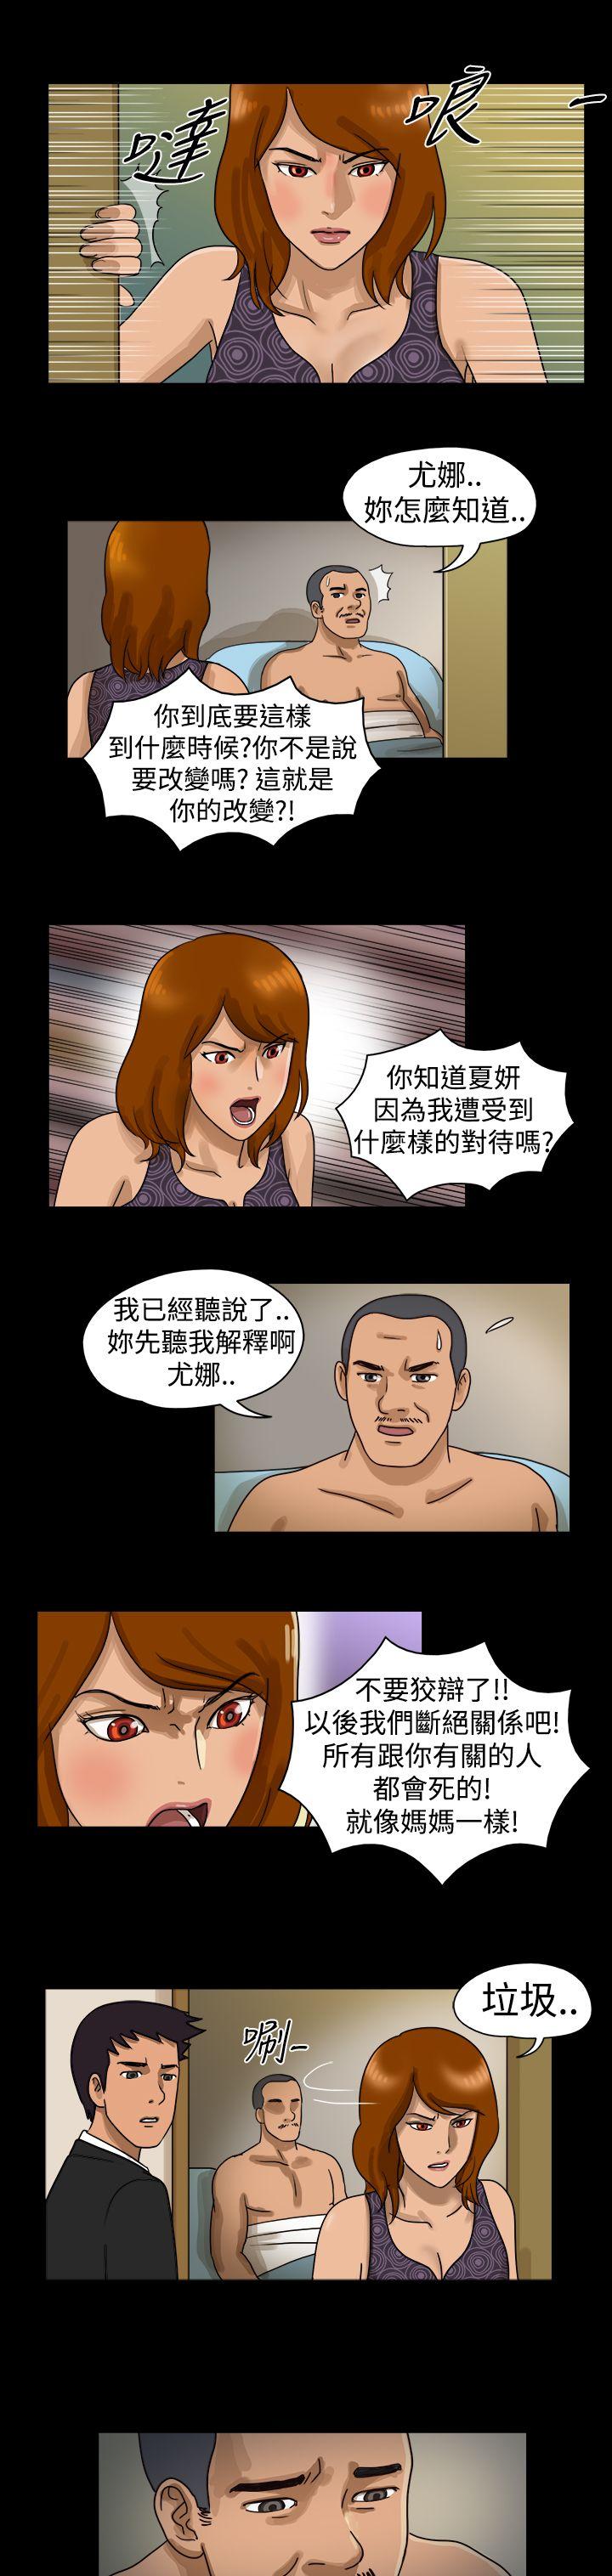 噠
哴-
尤娜..
妳怎麼知道..
你到底要這樣
到什麼時候?你不是說
要改變嗎? 這就是
你的改變?!
你知道夏妍
因為我遭受到
什麼樣的對待嗎?
我已經聽說了..
妳先聽我解釋啊
尤娜..
不要狡辯了!!
以後我們斷絕關係吧!
所有跟你有關的人
都會死的!
就像媽媽一樣!
垃圾..
唰-